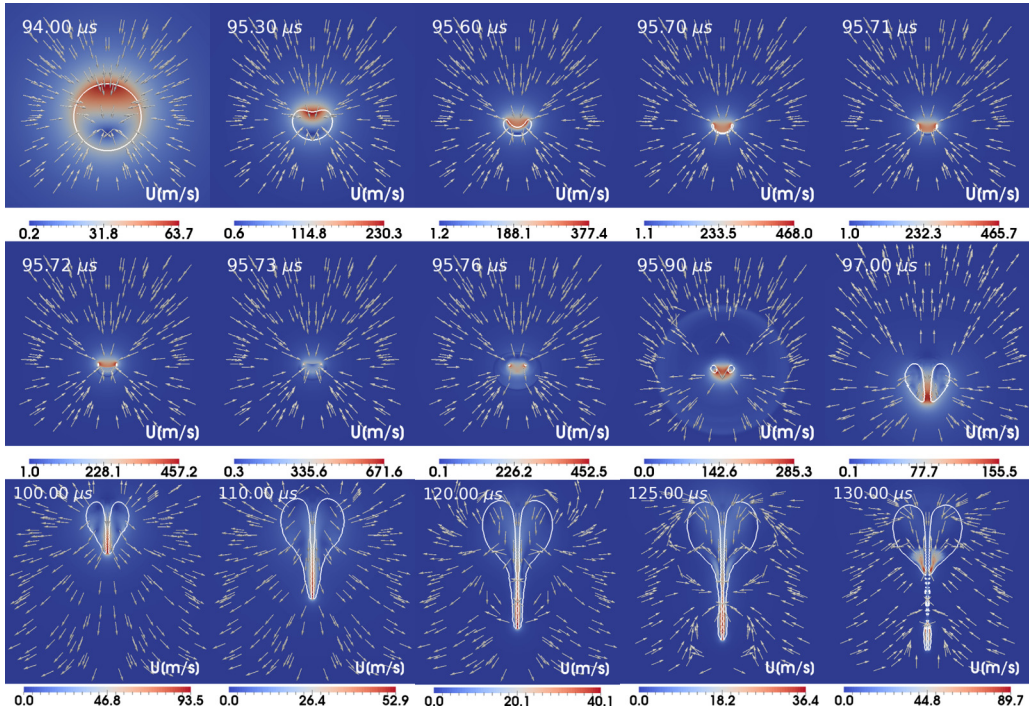 94.00 μs 95.30 μs 95.60 μs 95.70 μs 95.71 μs
U(m/s) U(m/s) U(m/s) U(m/s) U(m/s)
0.2 31.8 63.7 0.6 114.8 230.3 1.2 188.1 377.4 1.1 233.5 468.0 1.0 232.3 465.7
95.72 μs 95.73 μs 95.76 μs 95.90 μs 97.00 μs
U(m/s) U(m/s) U(m/s) U(m/s) U(m/s)
1.0 228.1 457.2 0.3 335.6 671.6 0.1 226.2 452.5 0.0 142.6 285.3 0.1 77.7 155.5
100.00 μs 110.00 μs 120.00 μs 125.00 μs 130.00 μs
U(m/s) U(m/s) U(m/s) U(m/s) U(m/s)
0.0 46.8 93.5 0.0 26.4 52.9 0.0 20.1 40.1 0.0 18.2 36.4 0.0 44.8 89.7